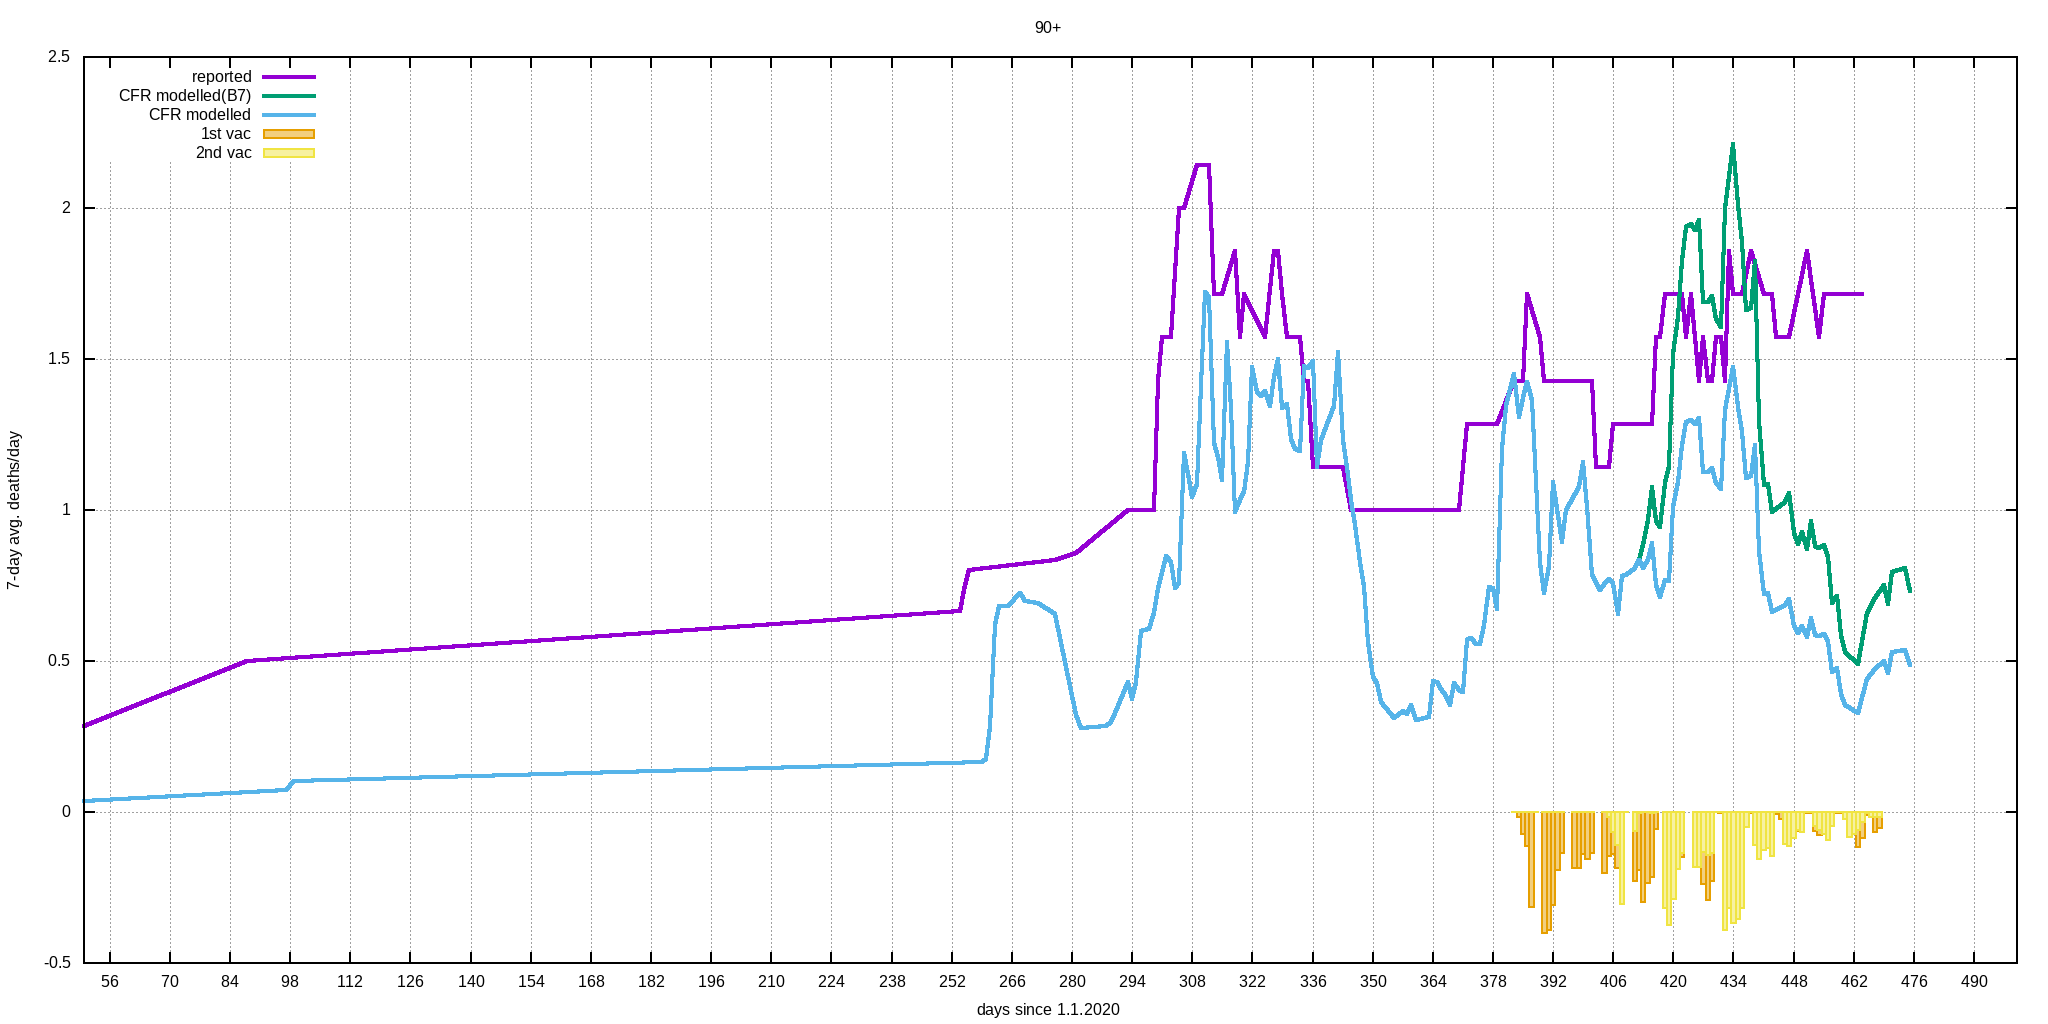 90+
2.5
2
1.5
1
0.5
0
-0.5
7-day avg. deaths/day
reported
CFR modelled(B7)
CFR modelled
1st vac
2nd vac
56 70 84 98 112 126 140 154 168 182 196 210 224 238 252 266 280 294 308 322 336 350 364 378 392 406 420 434 448 462 476 490
days since 1.1.2020